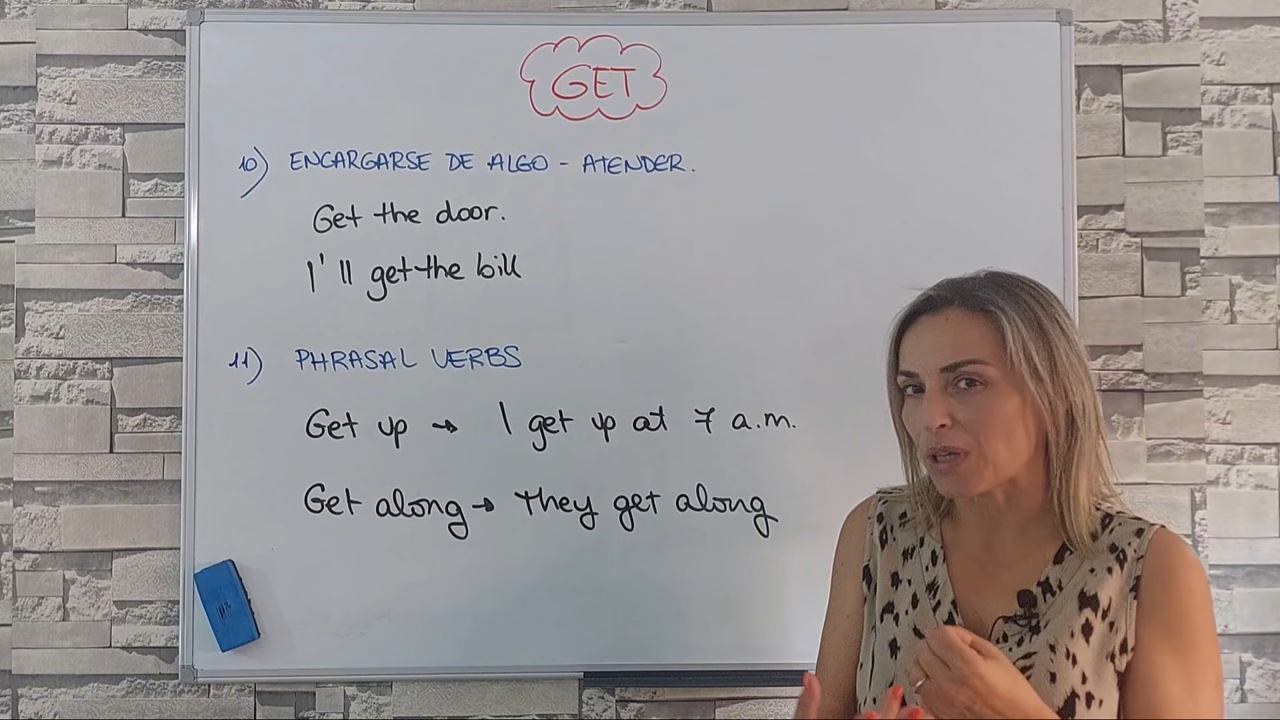 GET
10) ENCARGARSE DE ALGO - ATENDER.
Get the door.
I'll get the bill
11) PHRASAL VERBS
Get up → I get up at 7 a.m.
Get along → they get along